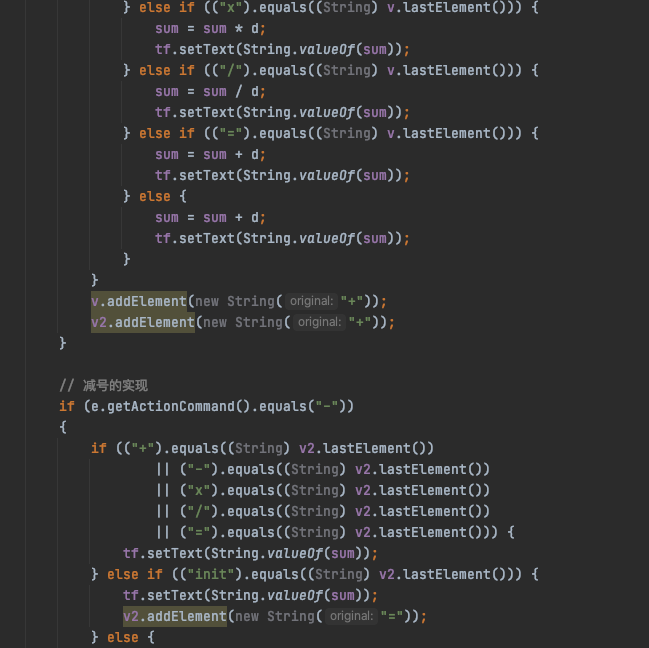 } else if (("x").equals((String) v.lastElement())) {
sum = sum * d;
tf.setText(String.valueOf(sum));
} else if (("/").equals((String) v.lastElement())) {
sum = sum / d;
tf.setText(String.valueOf(sum));
} else if (("=").equals((String) v.lastElement())) {
sum = sum + d;
tf.setText(String.valueOf(sum));
} else {
sum = sum + d;
tf.setText(String.valueOf(sum));
}
}
v.addElement(new String( original: "+"));
v2.addElement(new String( original: "+"));
}
// 减号的实现
if (e.getActionCommand().equals("-"))
{
if (("+").equals((String) v2.lastElement())
|| ("-").equals((String) v2.lastElement())
|| ("x").equals((String) v2.lastElement())
|| ("/").equals((String) v2.lastElement())
|| ("=").equals((String) v2.lastElement())) {
tf.setText(String.valueOf(sum));
} else if (("init").equals((String) v2.lastElement())) {
tf.setText(String.valueOf(sum));
v2.addElement(new String( original: "="));
} else {